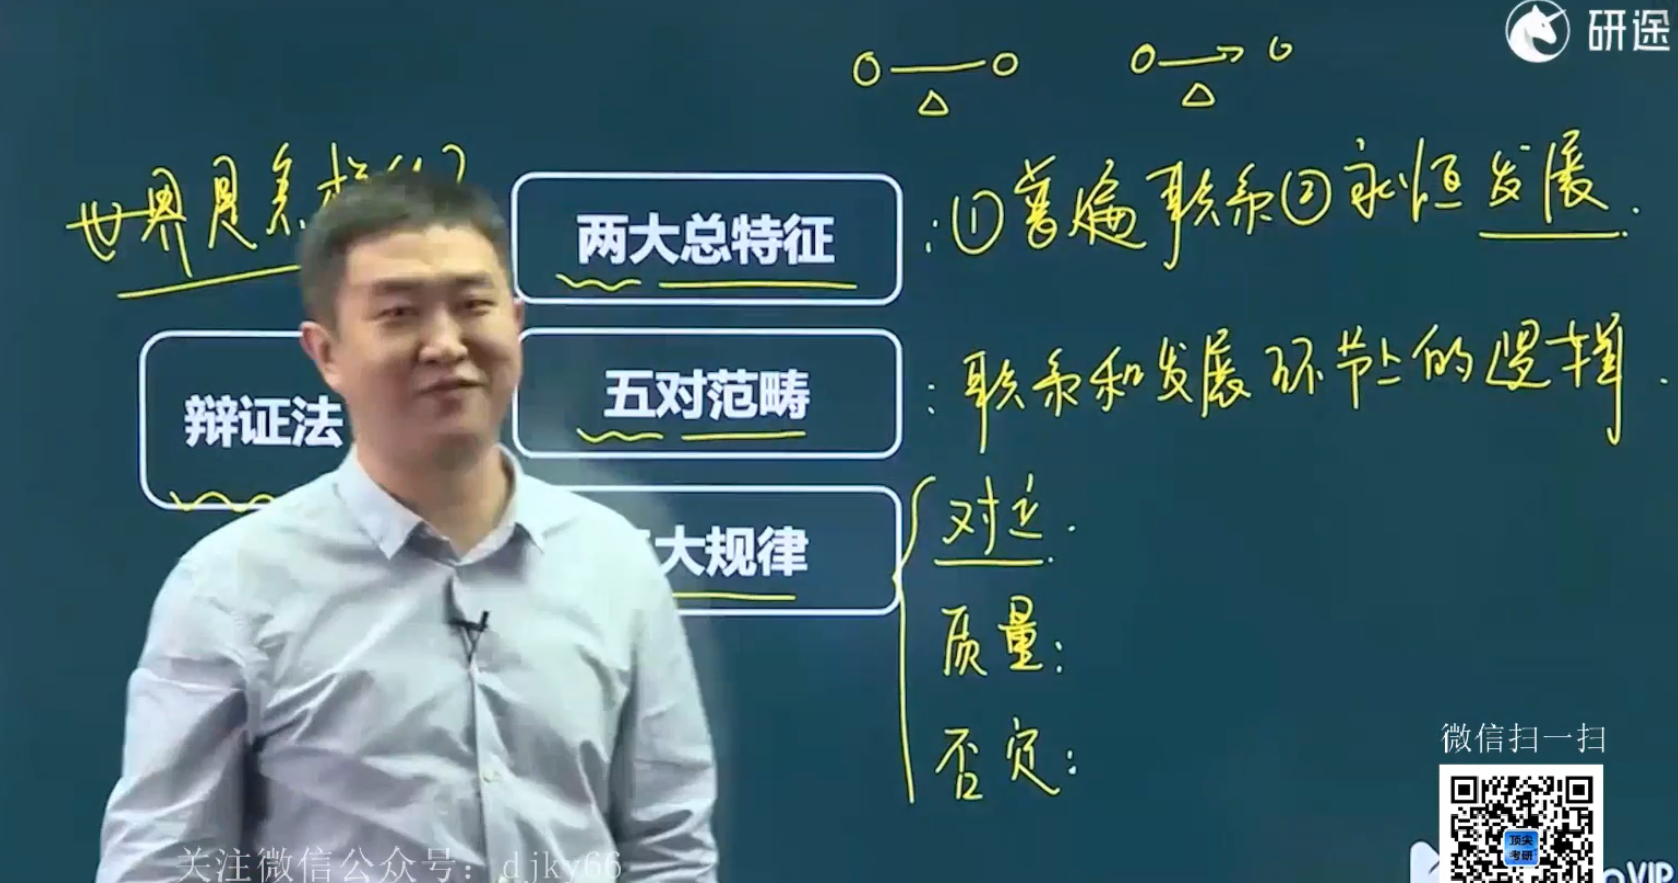 研途
世界是怎样的?
两大总特征
:①普遍联系②永恒发展.
辩证法
五对范畴
:联系和发展环节上的逻辑.
大规律
对立.
质量:
否定:
微信扫一扫
顶尖
考研
关注微信公众号：djky66
VIP